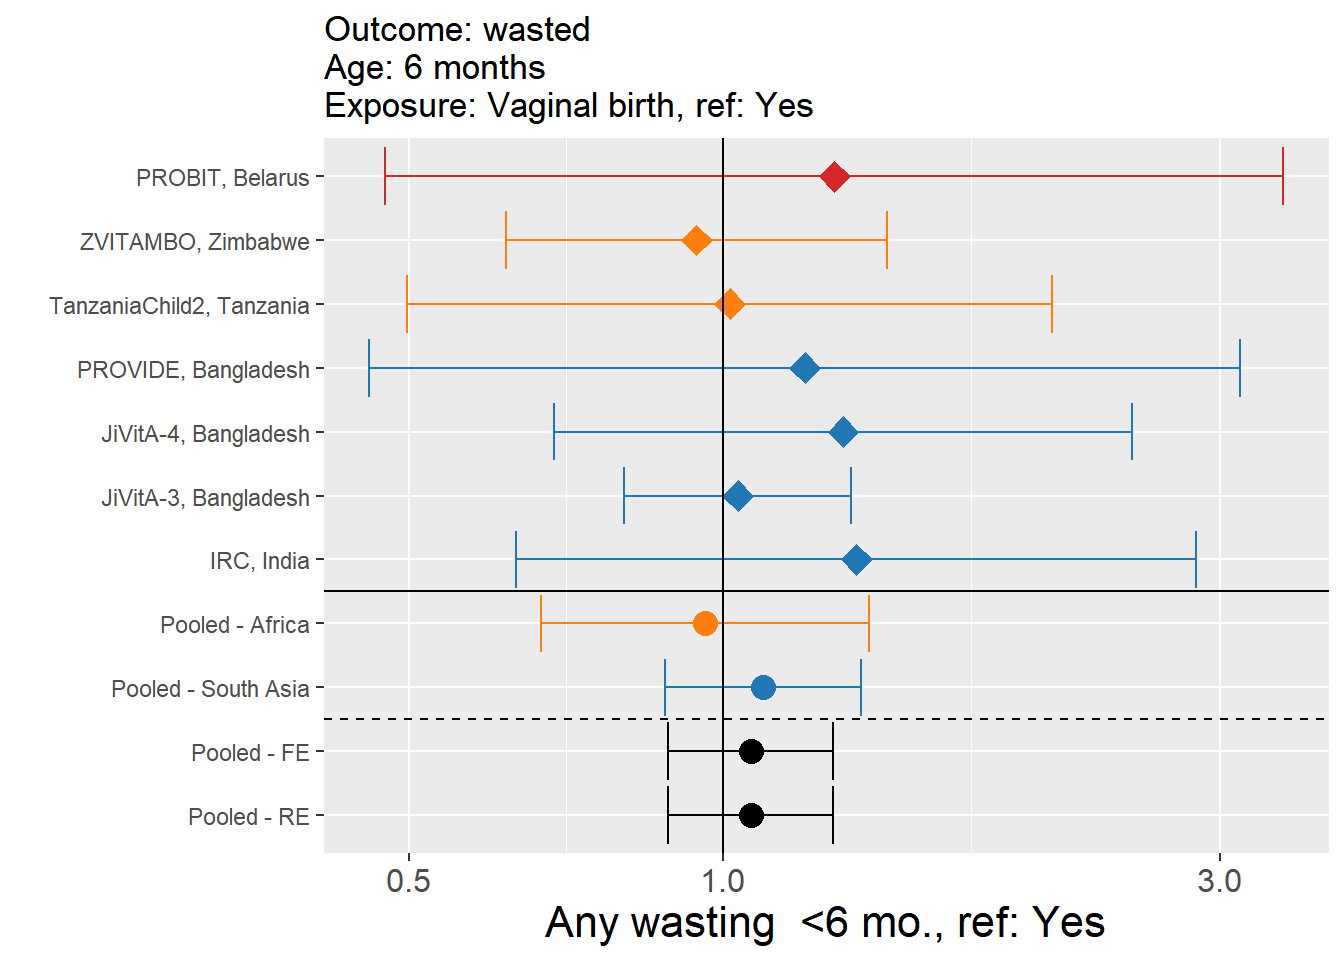 Outcome: wasted
Age: 6 months
Exposure: Vaginal birth, ref: Yes
PROBIT, Belarus
ZVITAMBO, Zimbabwe
TanzaniaChild2, Tanzania
PROVIDE, Bangladesh
JiVitA-4, Bangladesh
JiVitA-3, Bangladesh
IRC, India
Pooled - Africa
Pooled - South Asia
Pooled - FE
Pooled - RE
0.5 1.0 3.0
Any wasting  <6 mo., ref: Yes